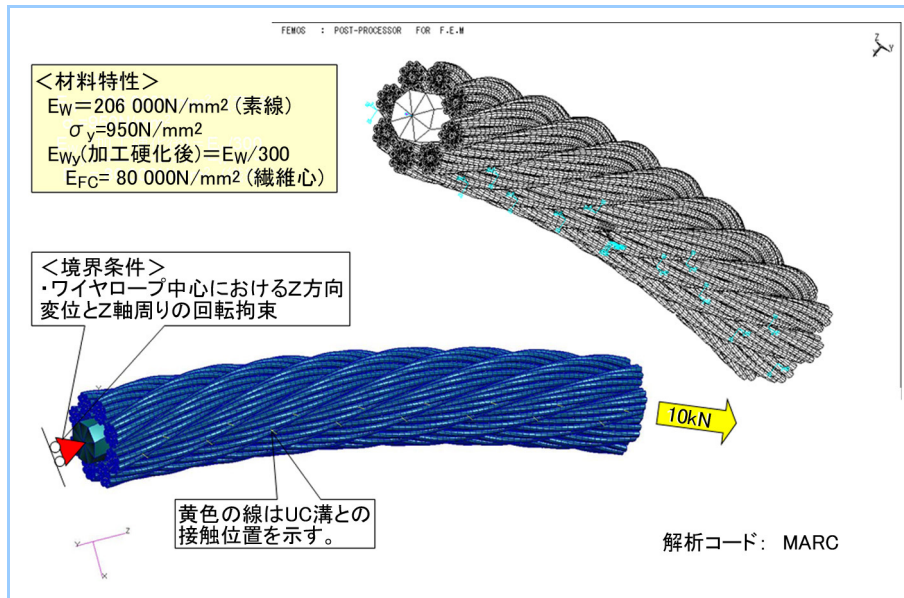 FEMOS : POST-PROCESSOR FOR F.E.M
Z
Y
X
<材料特性>
EW=206 000N/mm2 (素線)
σy=950N/mm2
EWy(加工硬化後)=EW/300
EFC= 80 000N/mm2 (繊維心)
<境界条件>
・ワイヤロープ中心におけるZ方向
変位とZ軸周りの回転拘束
10kN
黄色の線はUC溝との
接触位置を示す。
Y
Z
X
解析コード: MARC